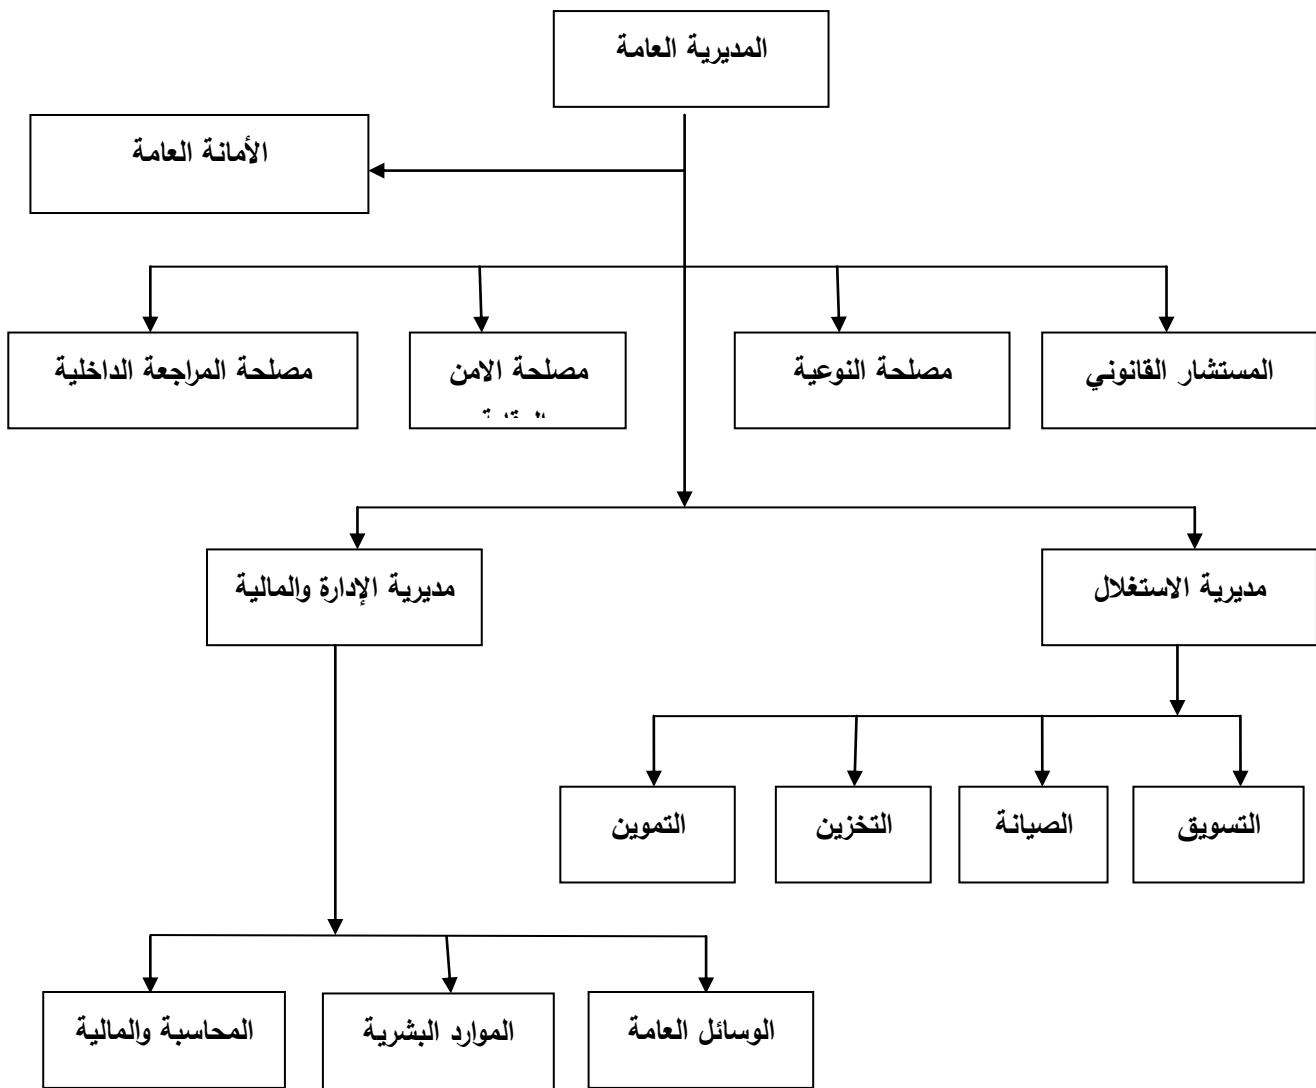 المديرية العامة
الأمانة العامة
المستشار القانوني
مصلحة النوعية
مصلحة الامن
مصلحة المراجعة الداخلية
مديرية الاستغلال
مديرية الإدارة والمالية
التسويق
الصيانة
التخزين
التموين
الوسائل العامة
الموارد البشرية
المحاسبة والمالية